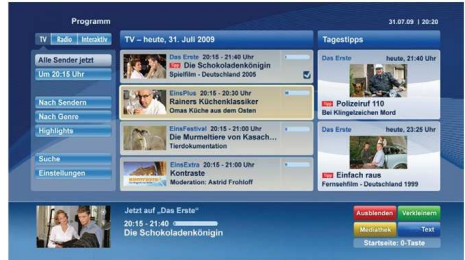 Programm
31.07.09 | 20:20
TV Radio Interaktiv
TV – heute, 31. Juli 2009
Tagestipps
Alle Sender jetzt
Um 20:15 Uhr
Nach Sendern
Nach Genre
Highlights
Suche
Einstellungen
Das Erste 20:15 - 21:40 Uhr
Tipp Die Schokoladenkönigin
Spielfilm - Deutschland 2005
EinsPlus 20:15 - 20:30 Uhr
Rainers Küchenklassiker
Omas Küche aus dem Osten
EinsFestival 20:15 - 21:00 Uhr
Die Murmeltiere von Kasach...
Tierdokumentation
EinsExtra 20:15 - 21:00 Uhr
Kontraste
Moderation: Astrid Frohloff
Das Erste heute, 21:40 Uhr
Tipp Polizeiruf 110
Bei Klingelzeichen Mord
Das Erste heute, 23:25 Uhr
Tipp Einfach raus
Fernsehfilm - Deutschland 1999
Jetzt auf „Das Erste“
20:15 - 21:40
Die Schokoladenkönigin
Ausblenden Verkleinern
Mediathek Text
Startseite: 0-Taste